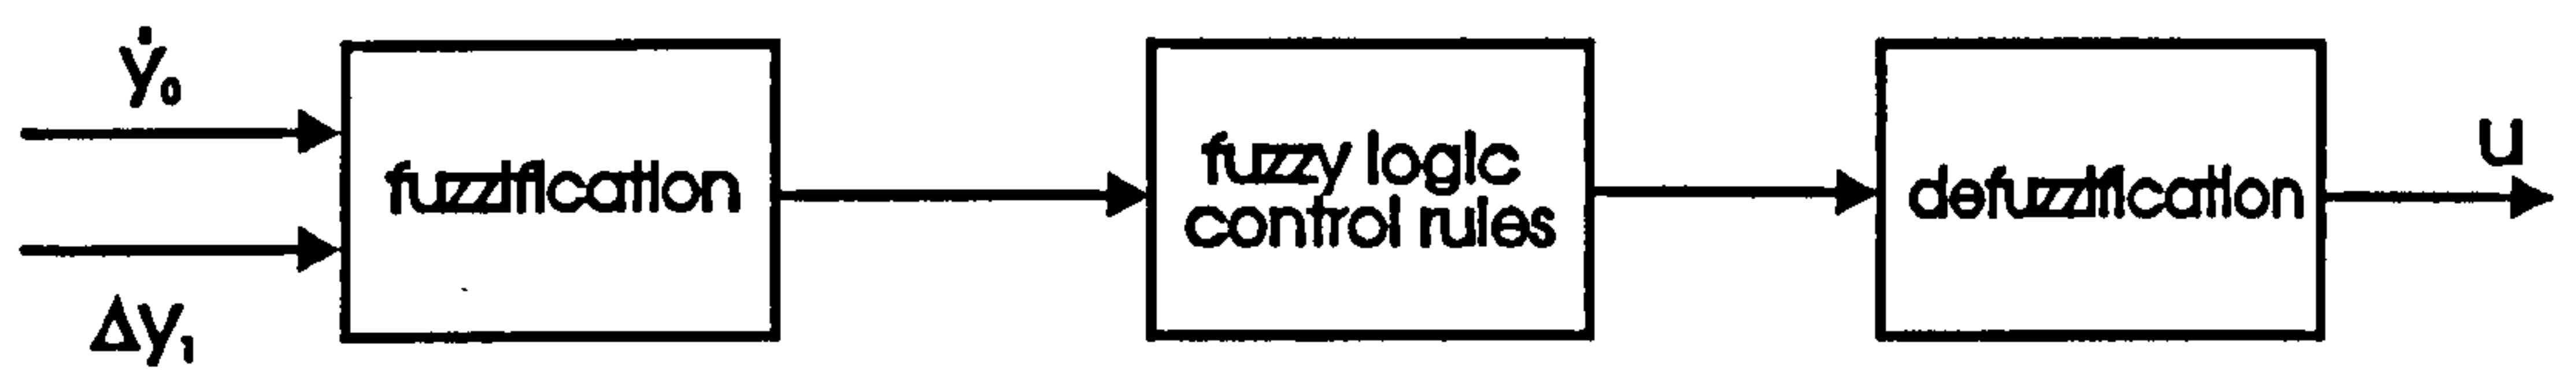 ẏ₀
Δy₁
fuzzification
fuzzy logic
control rules
defuzzification
u